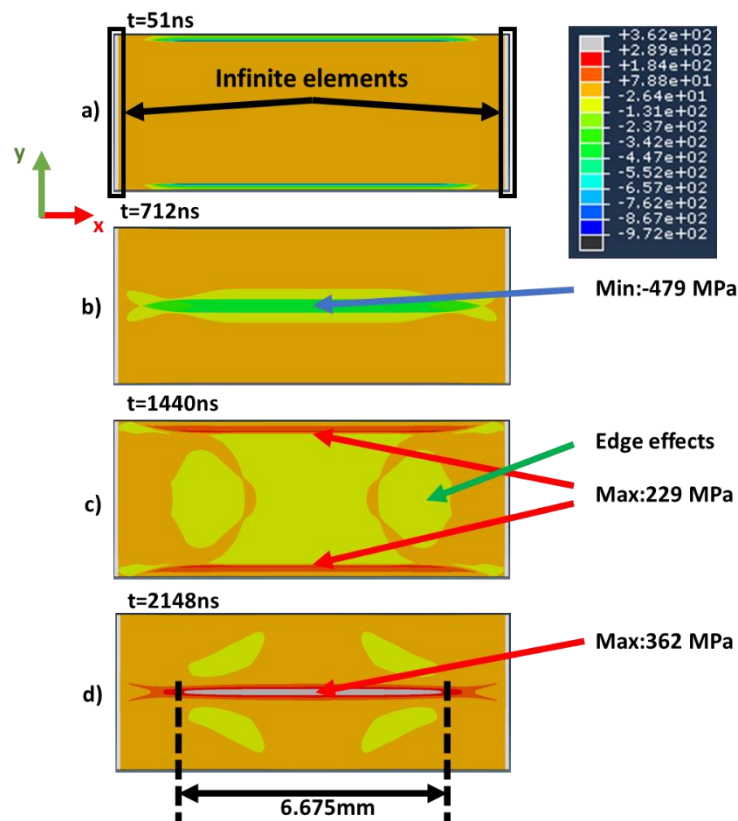 t=51ns
Infinite elements
a)
y
x
+3.62e+02
+2.89e+02
+1.84e+02
+7.88e+01
-2.64e+01
-1.31e+02
-2.37e+02
-3.42e+02
-4.47e+02
-5.52e+02
-6.57e+02
-7.62e+02
-8.67e+02
-9.72e+02
t=712ns
b)
Min:-479 MPa
t=1440ns
c)
Edge effects
Max:229 MPa
t=2148ns
d)
Max:362 MPa
6.675mm